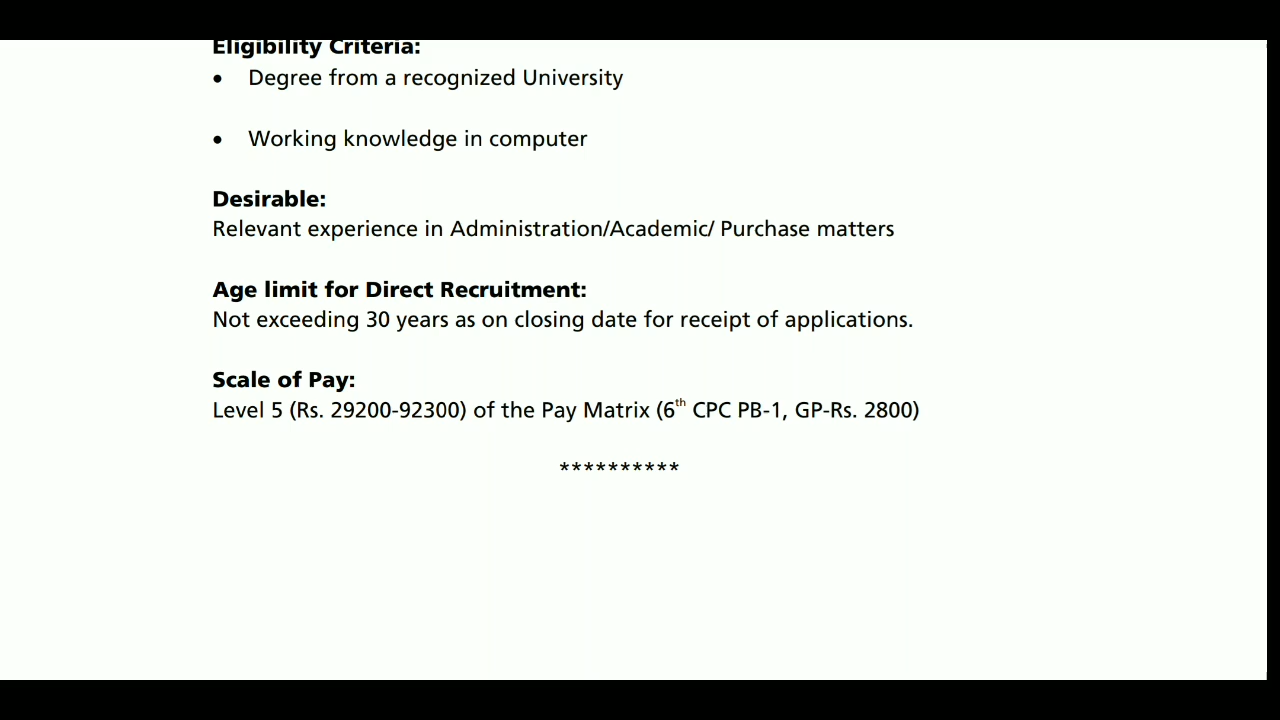 Eligibility Criteria:
• Degree from a recognized University
• Working knowledge in computer
Desirable:
Relevant experience in Administration/Academic/ Purchase matters
Age limit for Direct Recruitment:
Not exceeding 30 years as on closing date for receipt of applications.
Scale of Pay:
Level 5 (Rs. 29200-92300) of the Pay Matrix (6th CPC PB-1, GP-Rs. 2800)
**********